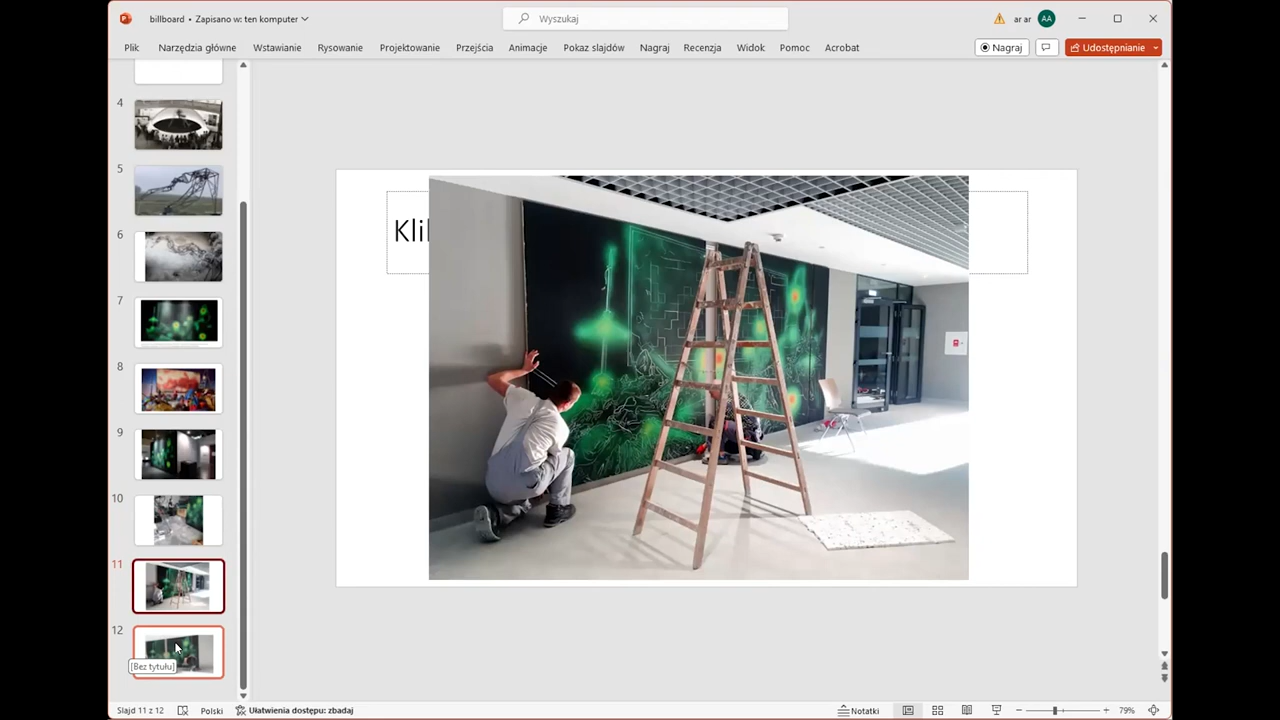 billboard • Zapisano w: ten komputer
Wyszukaj
ar ar
AA
Plik
Narzędzia główne
Wstawianie
Rysowanie
Projektowanie
Przejścia
Animacje
Pokaz slajdów
Nagraj
Recenzja
Widok
Pomoc
Acrobat
Nagraj
Udostępnianie
4
5
6
7
8
9
10
11
12
[Bez tytułu]
Kli
Slajd 11 z 12
Polski
Ułatwienia dostępu: zbadaj
Notatki
79%